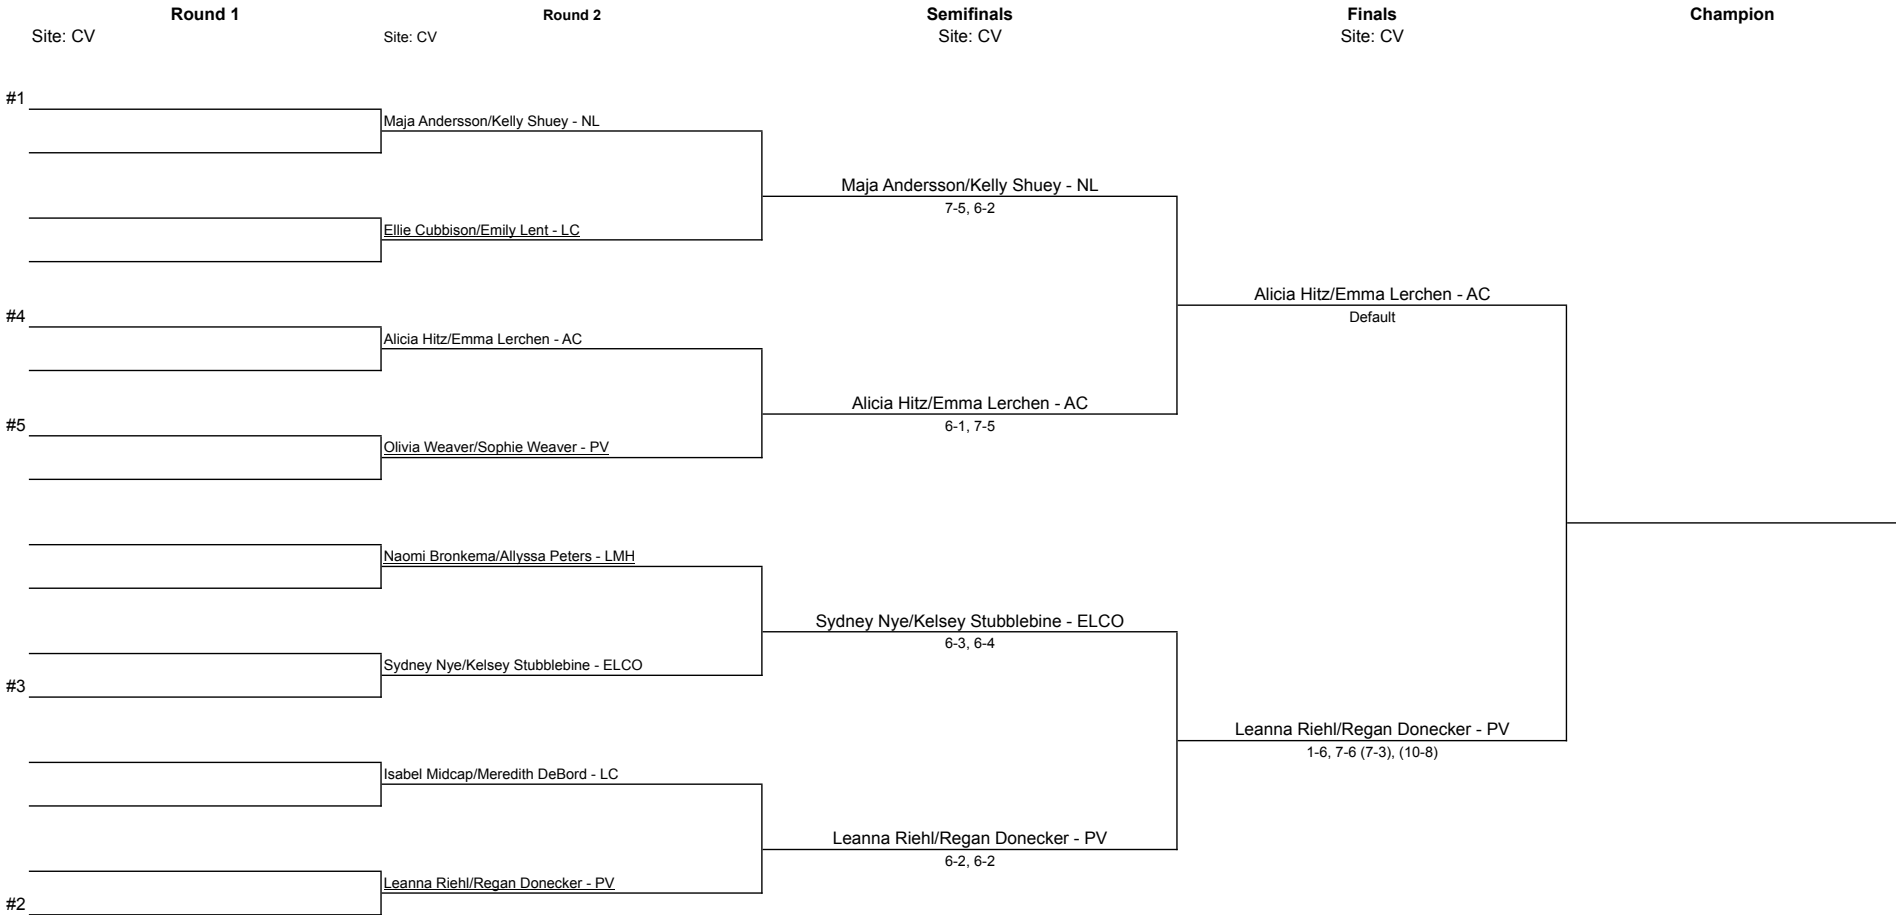 Round 1
Round 2
Semifinals
Finals
Champion
Site: CV
Site: CV
Site: CV
Site: CV
#1
Maja Andersson/Kelly Shuey - NL
Maja Andersson/Kelly Shuey - NL
7-5, 6-2
Ellie Cubbison/Emily Lent - LC
Alicia Hitz/Emma Lerchen - AC
Default
#4
Alicia Hitz/Emma Lerchen - AC
Alicia Hitz/Emma Lerchen - AC
6-1, 7-5
#5
Olivia Weaver/Sophie Weaver - PV
Naomi Bronkema/Allyssa Peters - LMH
Sydney Nye/Kelsey Stubblebine - ELCO
6-3, 6-4
Sydney Nye/Kelsey Stubblebine - ELCO
#3
Leanna Riehl/Regan Donecker - PV
1-6, 7-6 (7-3), (10-8)
Isabel Midcap/Meredith DeBord - LC
Leanna Riehl/Regan Donecker - PV
6-2, 6-2
Leanna Riehl/Regan Donecker - PV
#2